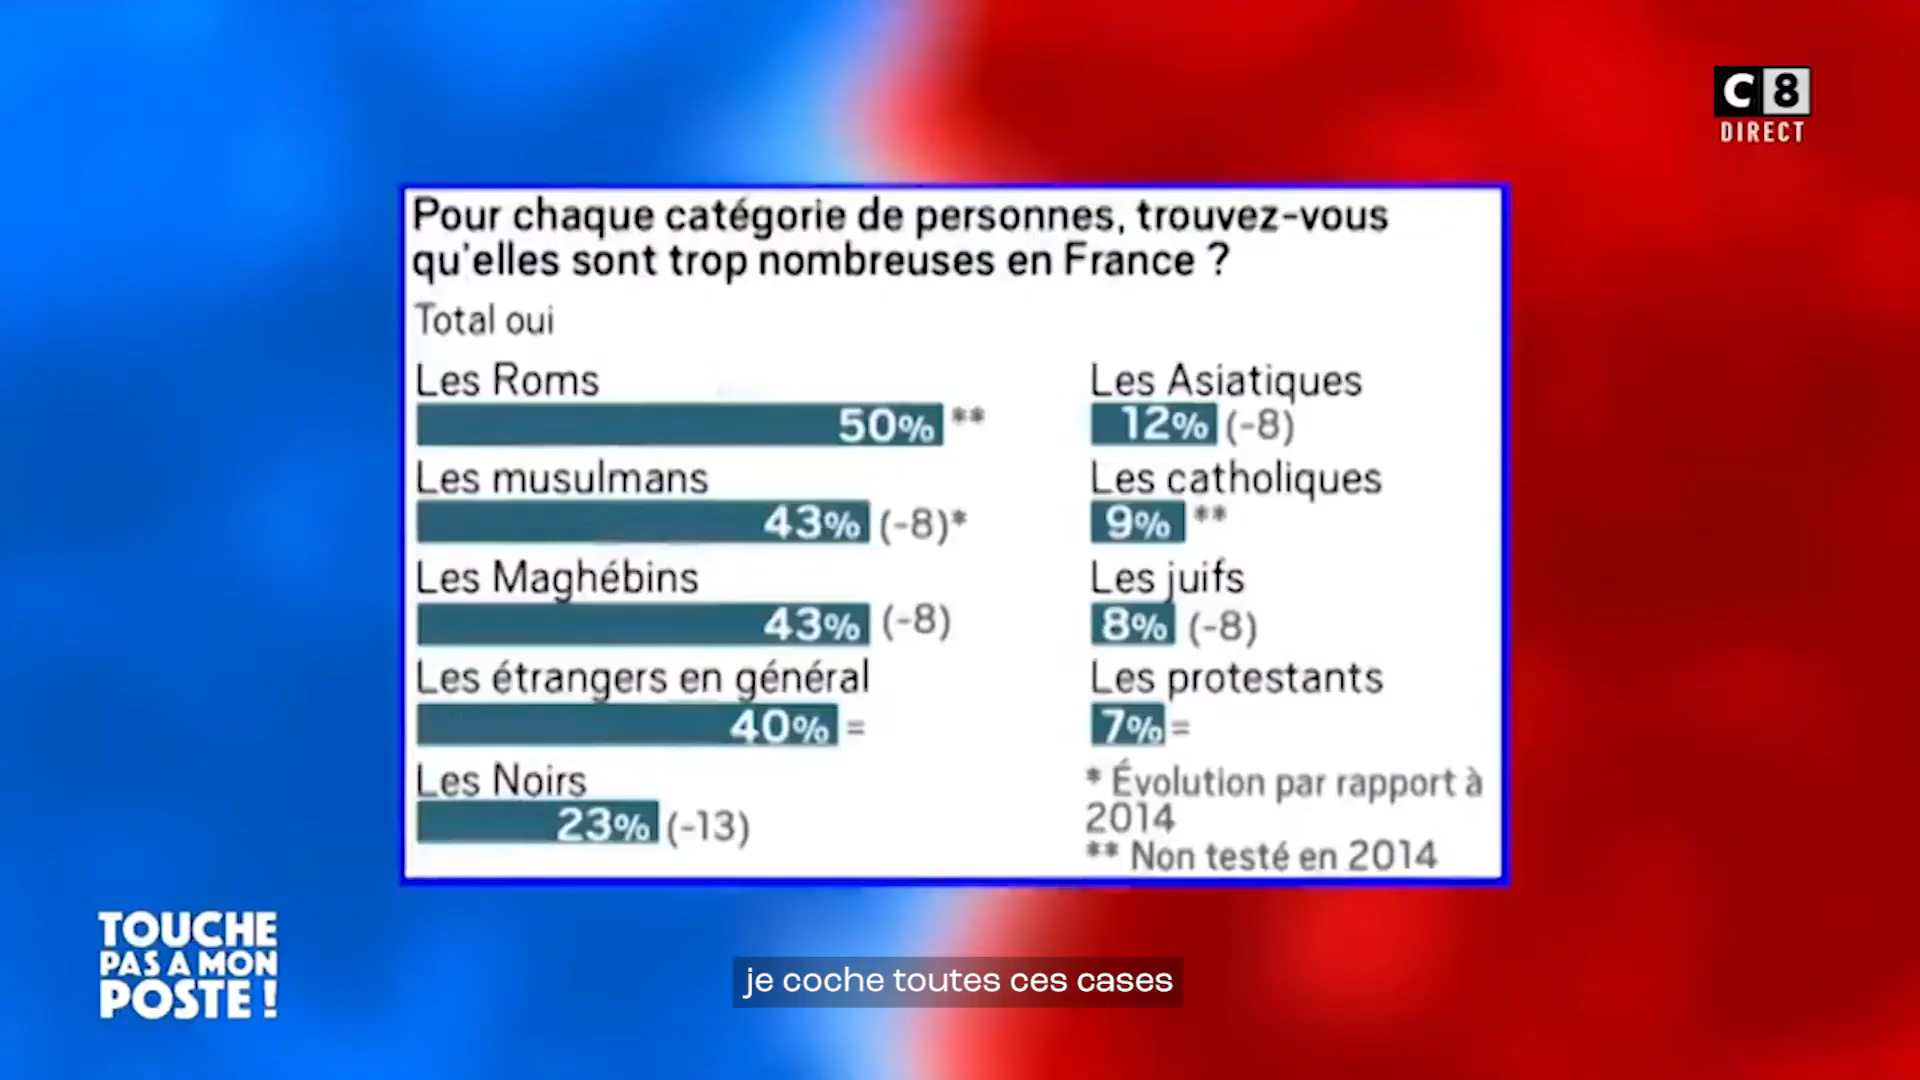 C8
DIRECT
Pour chaque catégorie de personnes, trouvez-vous
qu'elles sont trop nombreuses en France ?
Total oui
Les Roms
50% **
Les musulmans
43% (-8)*
Les Maghébins
43% (-8)
Les étrangers en général
40% =
Les Noirs
23% (-13)
Les Asiatiques
12% (-8)
Les catholiques
9% **
Les juifs
8% (-8)
Les protestants
7% =
* Évolution par rapport à
2014
** Non testé en 2014
TOUCHE
PAS A MON
POSTE !
je coche toutes ces cases